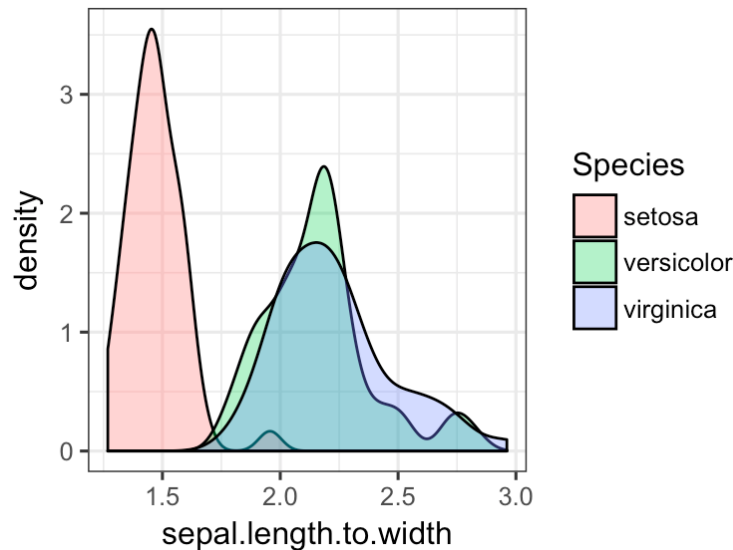 density
3
2
1
0
1.5
2.0
2.5
3.0
sepal.length.to.width
Species
setosa
versicolor
virginica